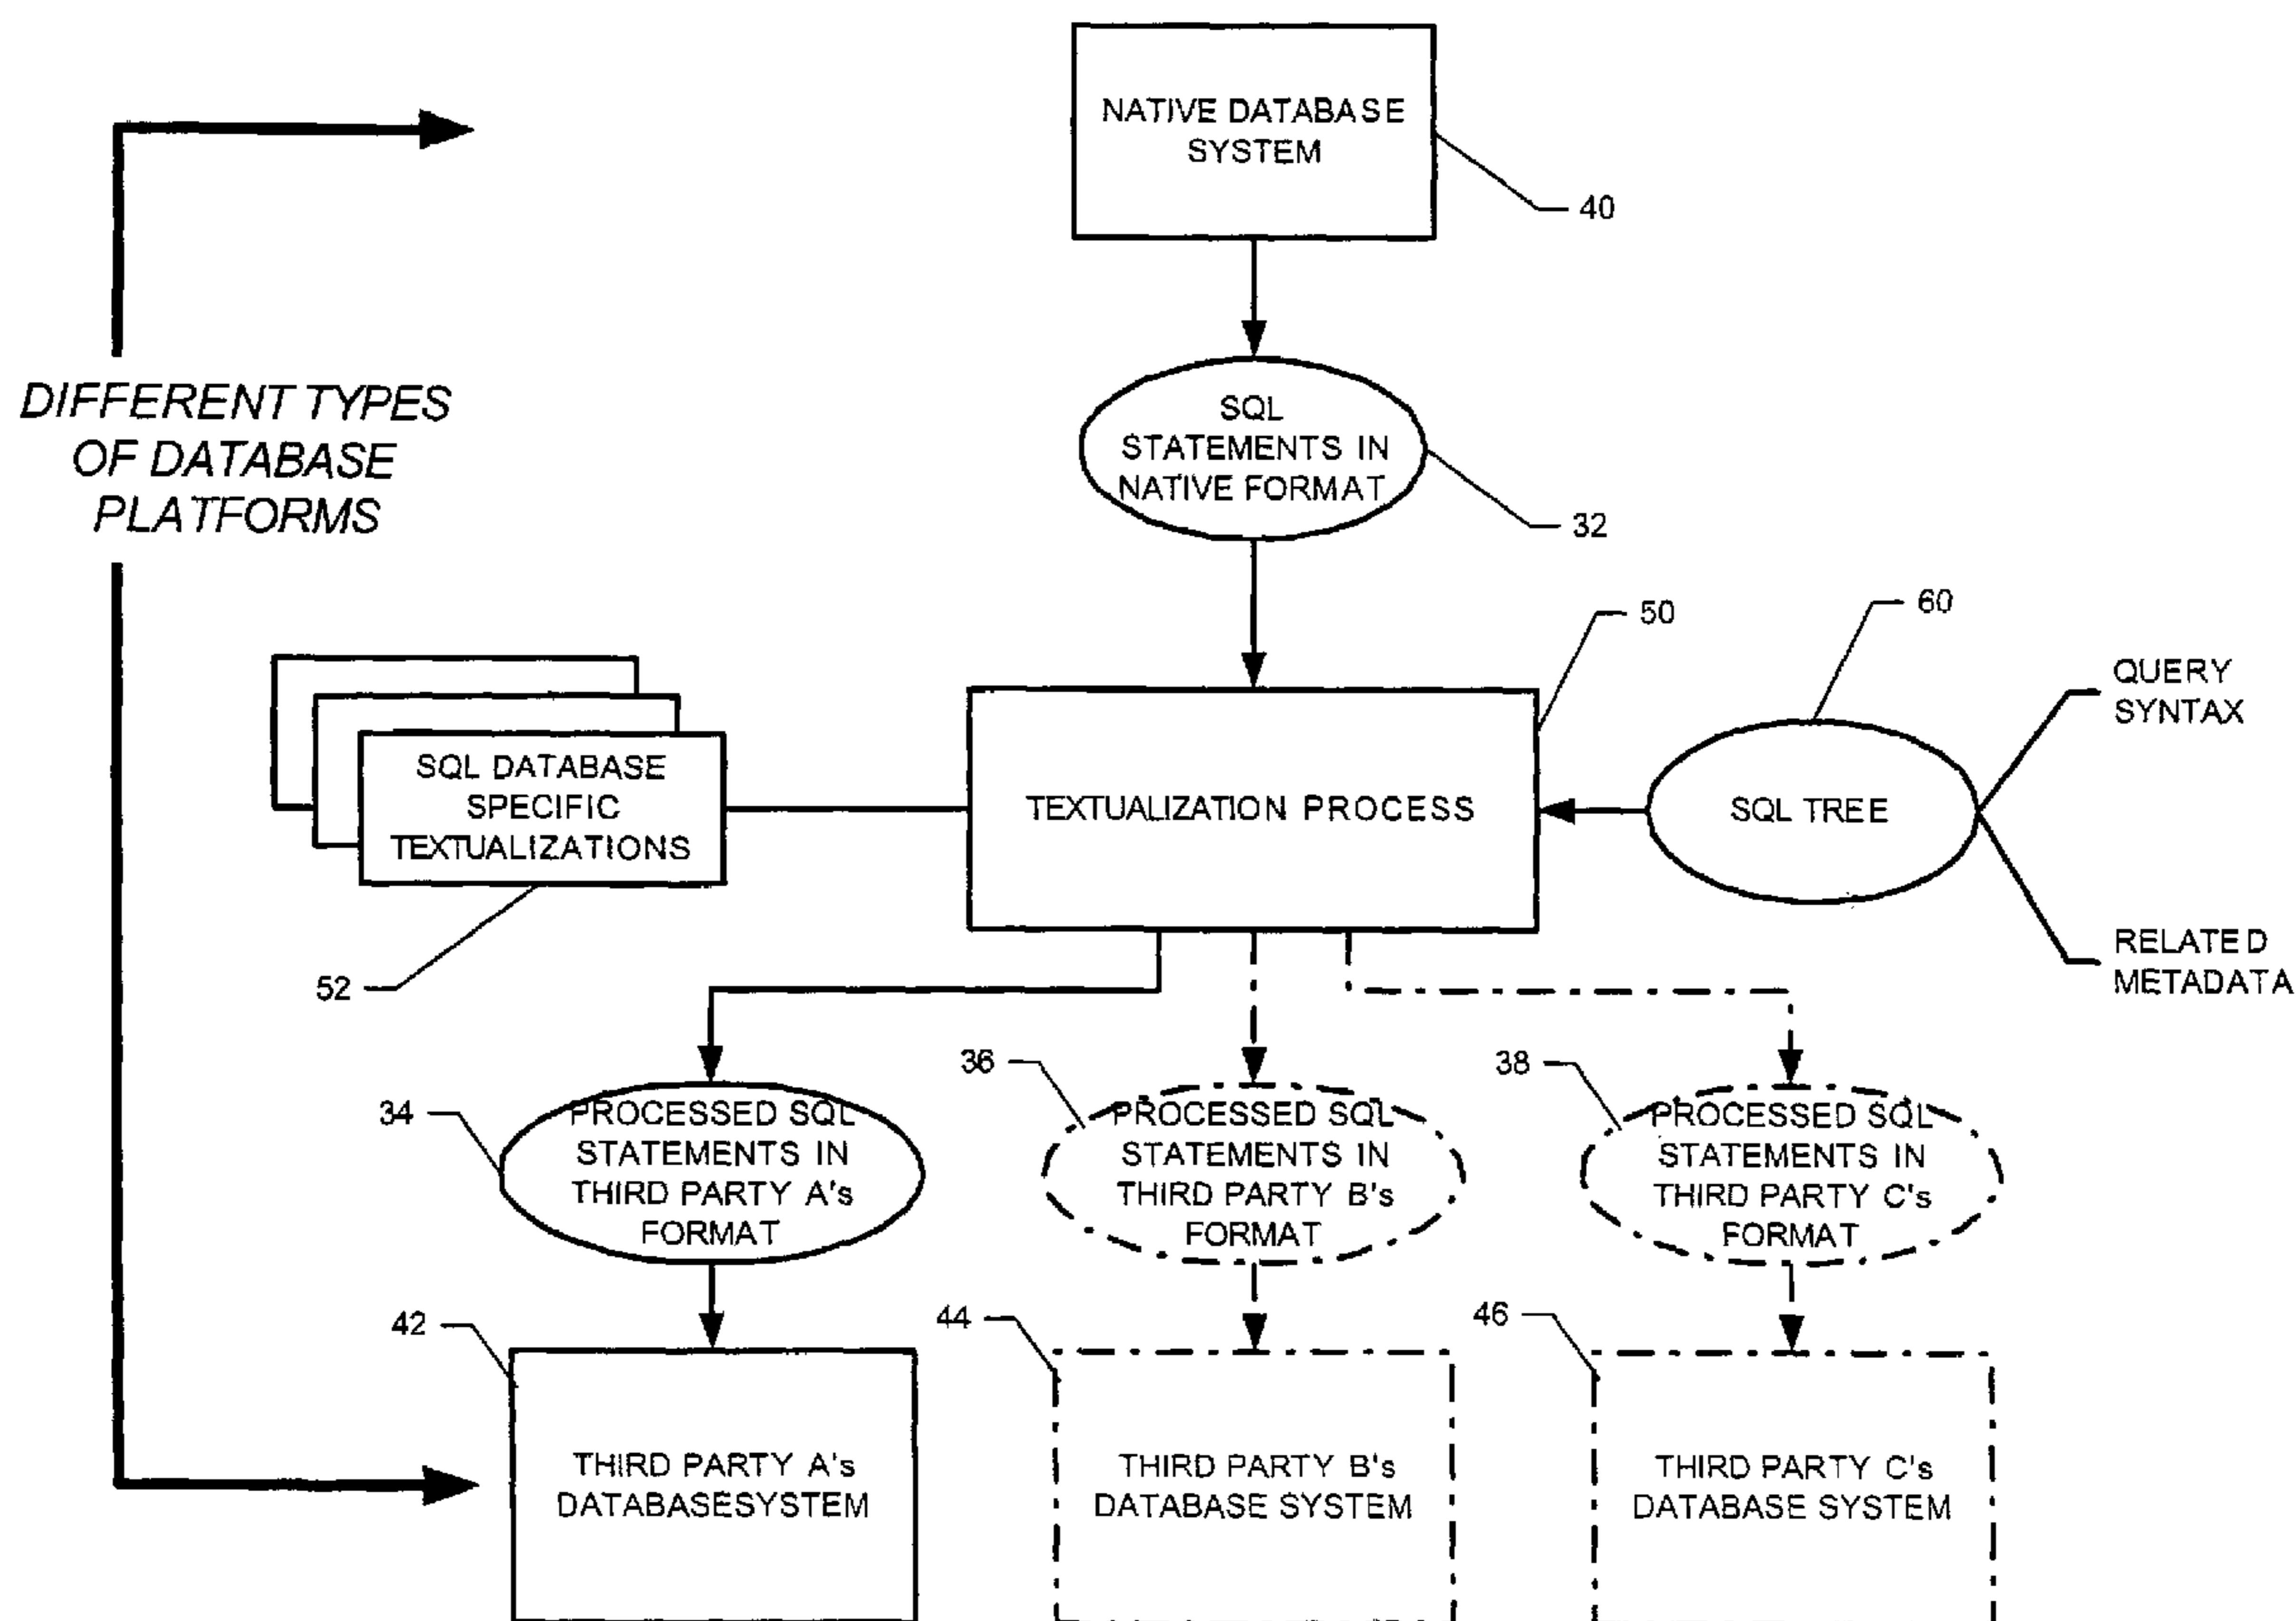 NATIVE DATABASE
SYSTEM
40
DIFFERENT TYPES
OF DATABASE
PLATFORMS
SQL
STATEMENTS IN
NATIVE FORMAT
32
50
60
QUERY
SYNTAX
SQL DATABASE
SPECIFIC
TEXTUALIZATIONS
TEXTUALIZATION PROCESS
SQL TREE
RELATED
METADATA
52
34
PROCESSED SQL
STATEMENTS IN
THIRD PARTY A's
FORMAT
36
PROCESSED SQL
STATEMENTS IN
THIRD PARTY B's
FORMAT
38
PROCESSED SQL
STATEMENTS IN
THIRD PARTY C's
FORMAT
42
THIRD PARTY A's
DATABASESYSTEM
44
THIRD PARTY B's
DATABASE SYSTEM
46
THIRD PARTY C's
DATABASE SYSTEM